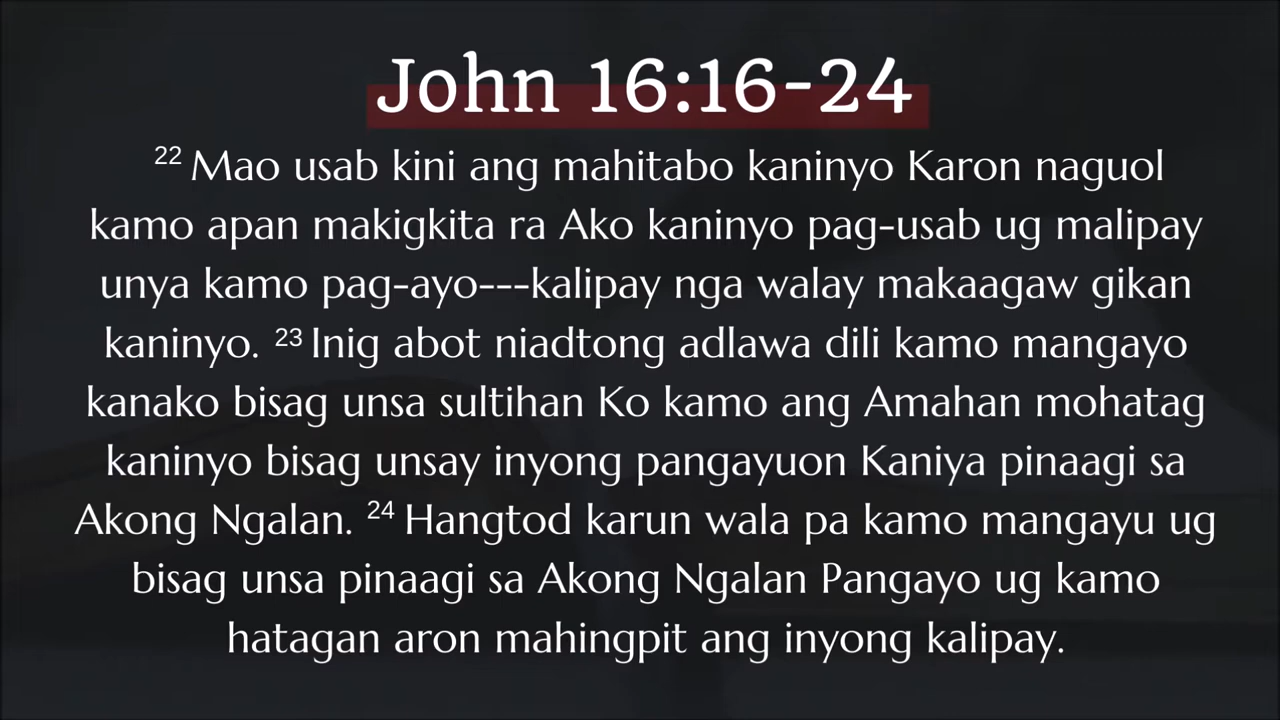 John 16:16-24
22 Mao usab kini ang mahitabo kaninyo Karon naguol
kamo apan makigkita ra Ako kaninyo pag-usab ug malipay
unya kamo pag-ayo---kalipay nga walay makaagaw gikan
kaninyo. 23 Inig abot niadtong adlawa dili kamo mangayo
kanako bisag unsa sultihan Ko kamo ang Amahan mohatag
kaninyo bisag unsay inyong pangayuon Kaniya pinaagi sa
Akong Ngalan. 24 Hangtod karun wala pa kamo mangayu ug
bisag unsa pinaagi sa Akong Ngalan Pangayo ug kamo
hatagan aron mahingpit ang inyong kalipay.